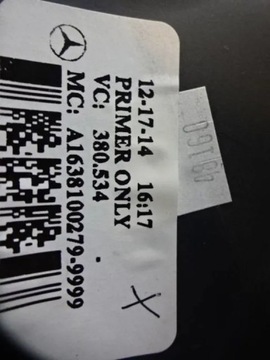 12-17-14 16:17
PRIMER ONLY
VC: 380.534
MC: A1638100279-9999